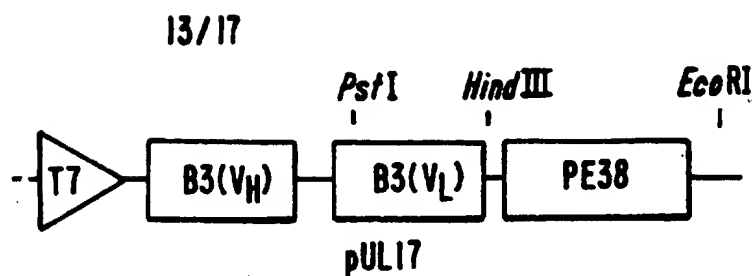 13/17
PstI HindIII EcoRI
T7 B3(VH) B3(VL) PE38
pUL17